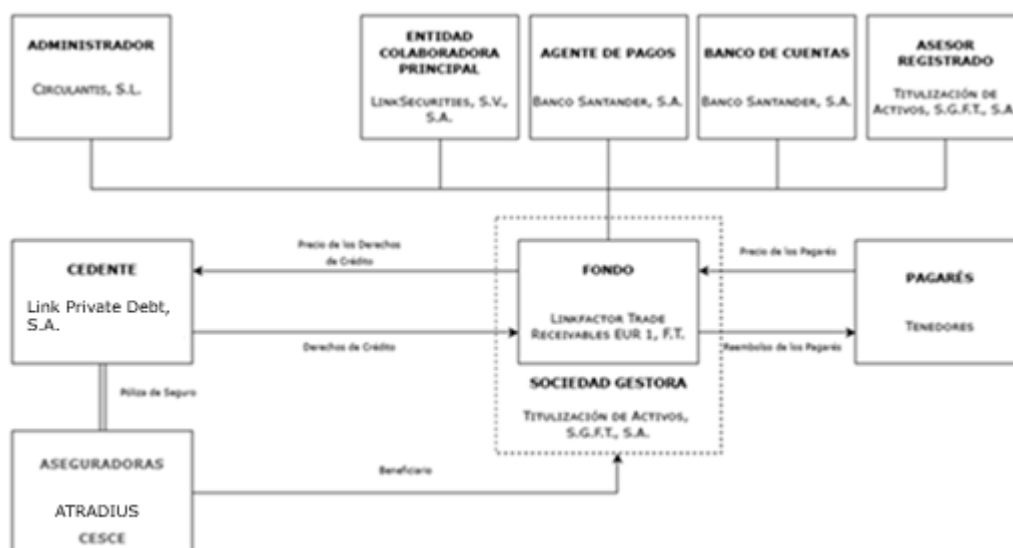 ADMINISTRADOR
CIRCULANTIS, S.L.
ENTIDAD
COLABORADORA
PRINCIPAL
LINKSECURITIES, S.V.,
S.A.
AGENTE DE PAGOS
BANCO SANTANDER, S.A.
BANCO DE CUENTAS
BANCO SANTANDER, S.A.
ASESOR
REGISTRADO
TITULIZACIÓN DE
ACTIVOS, S.G.F.T., S.A
CEDENTE
Link Private Debt,
S.A.
Precio de los Derechos
de Crédito
Derechos de Crédito
FONDO
LINKFACTOR TRADE
RECEIVABLES EUR 1, F.T.
SOCIEDAD GESTORA
TITULIZACIÓN DE ACTIVOS,
S.G.F.T., S.A.
Precio de los Pagarés
Reembolso de los Pagarés
PAGARÉS
TENEDORES
Póliza de Seguro
ASEGURADORAS
ATRADIUS
CESCE
Beneficiario